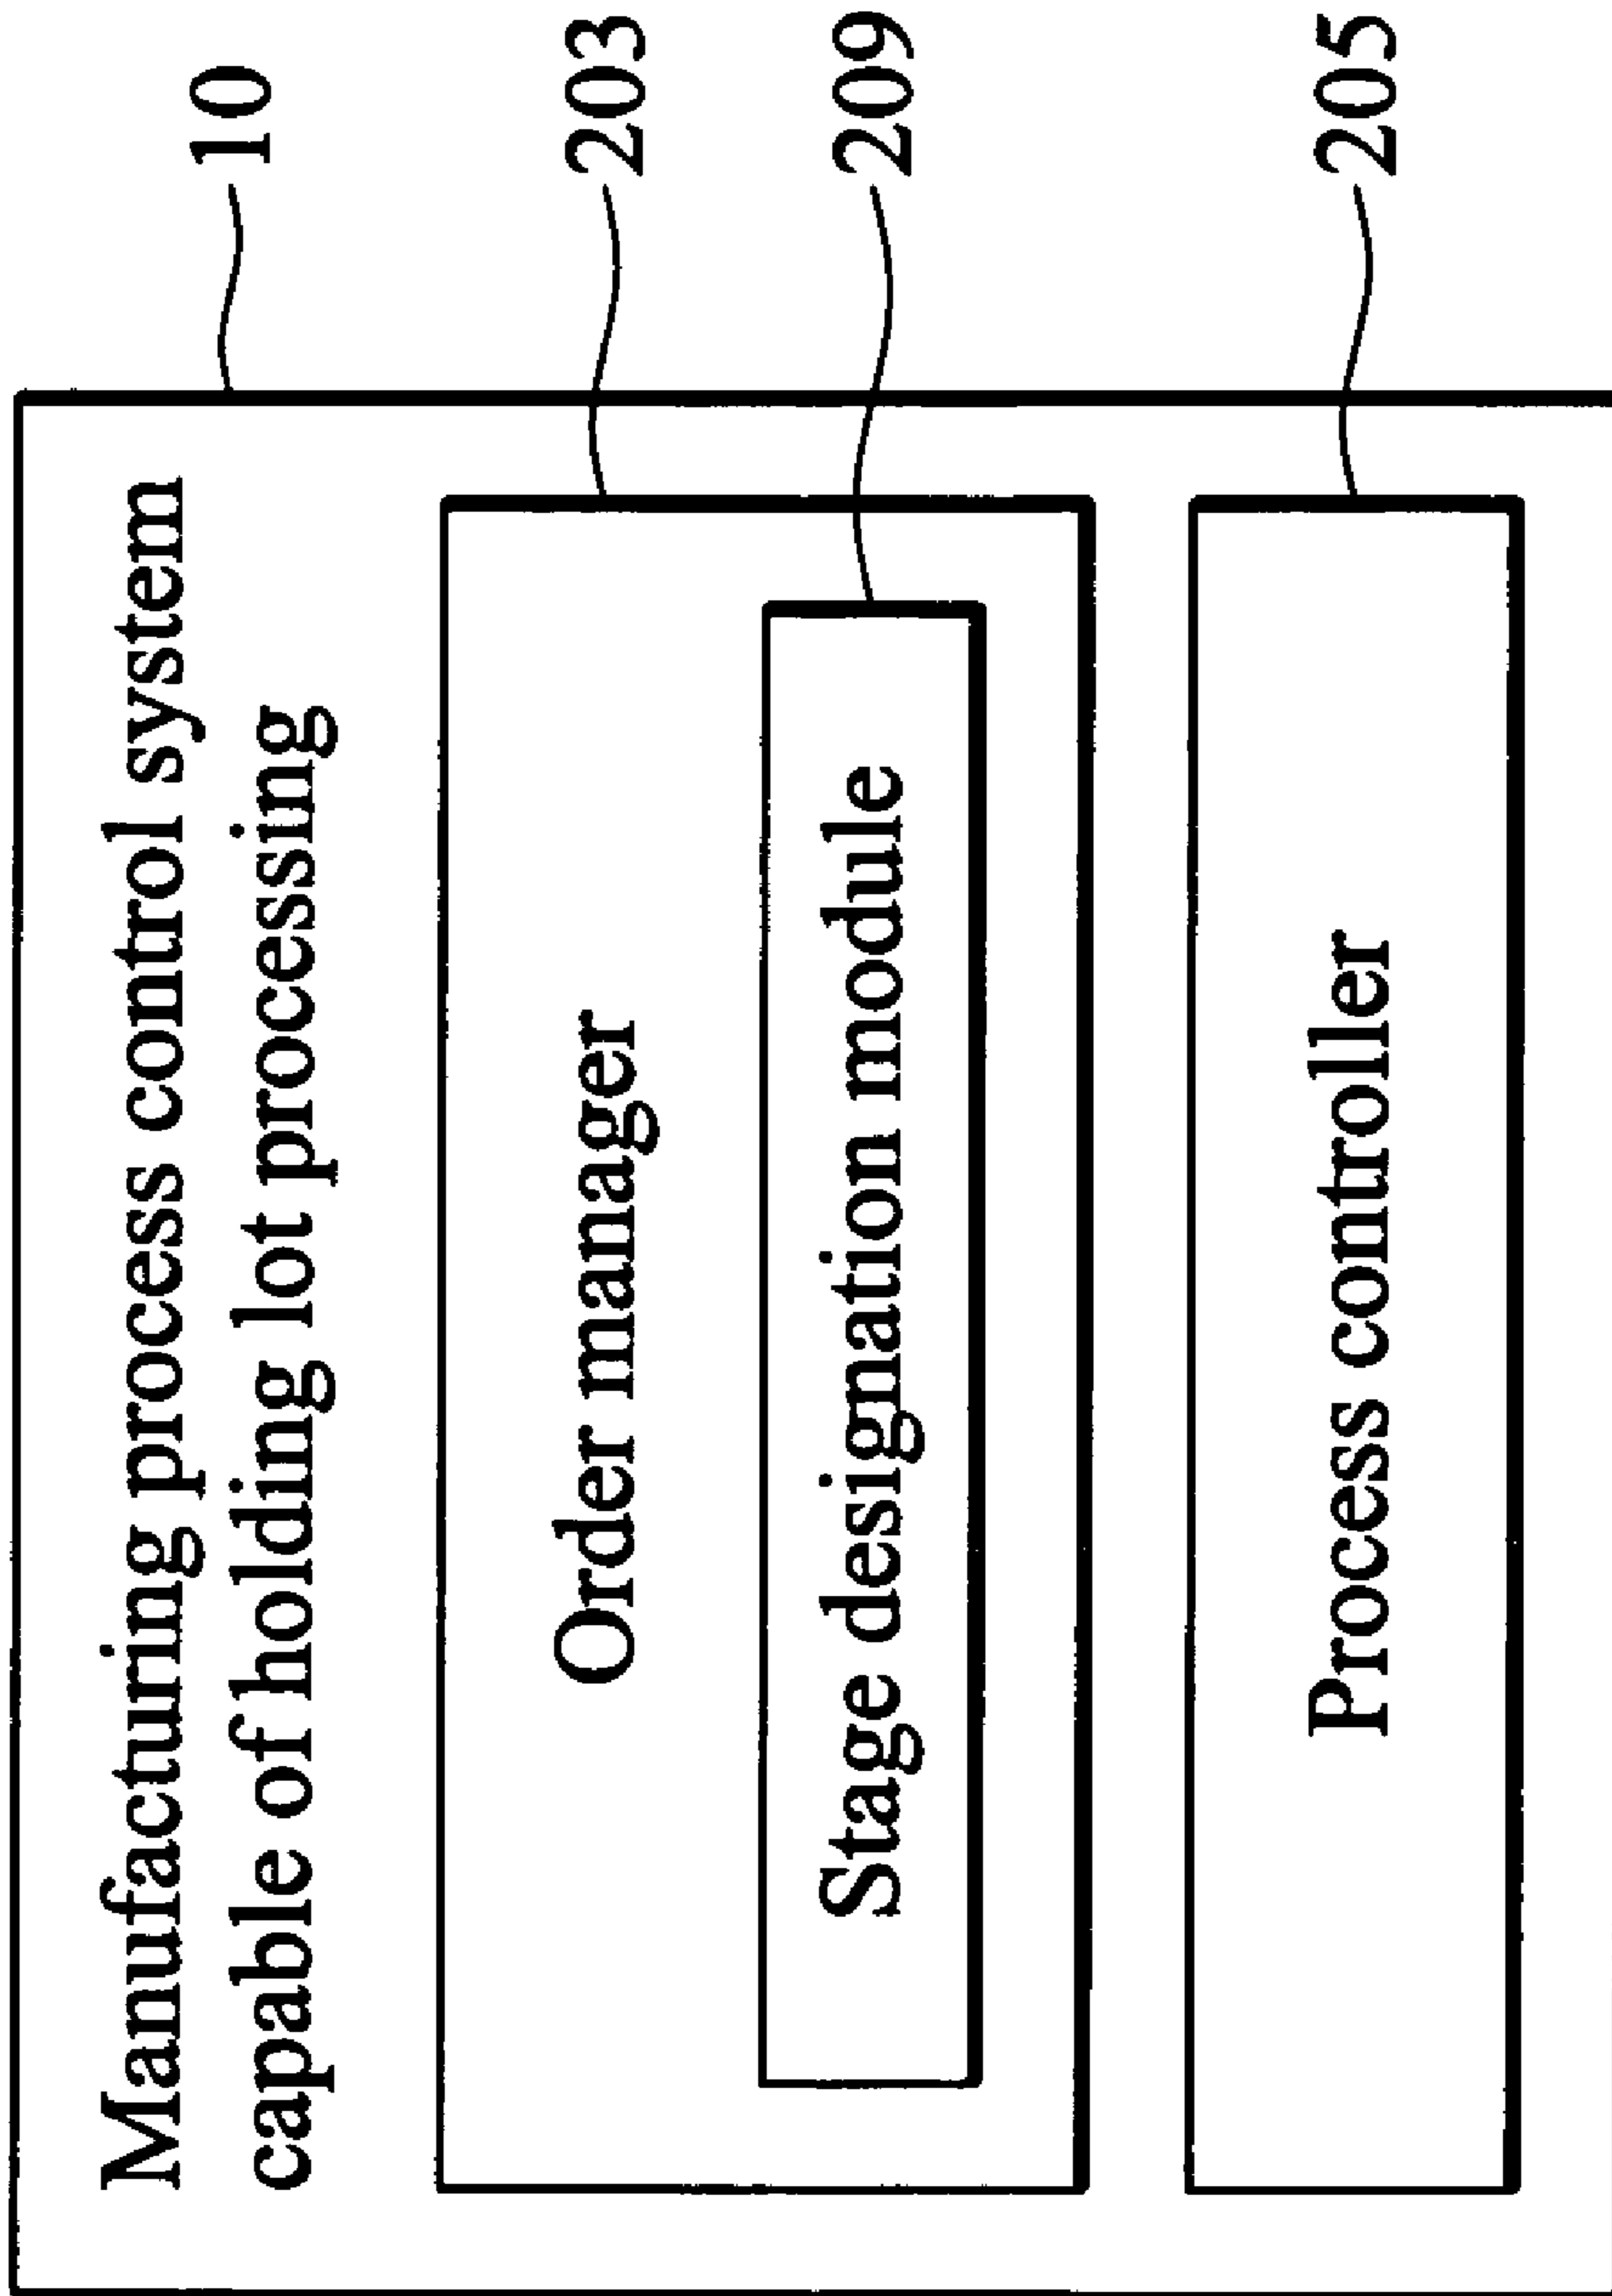 Manufacturing process control system
capable of holding lot processing
10
Order manager
203
Stage designation module
209
Process controller
205